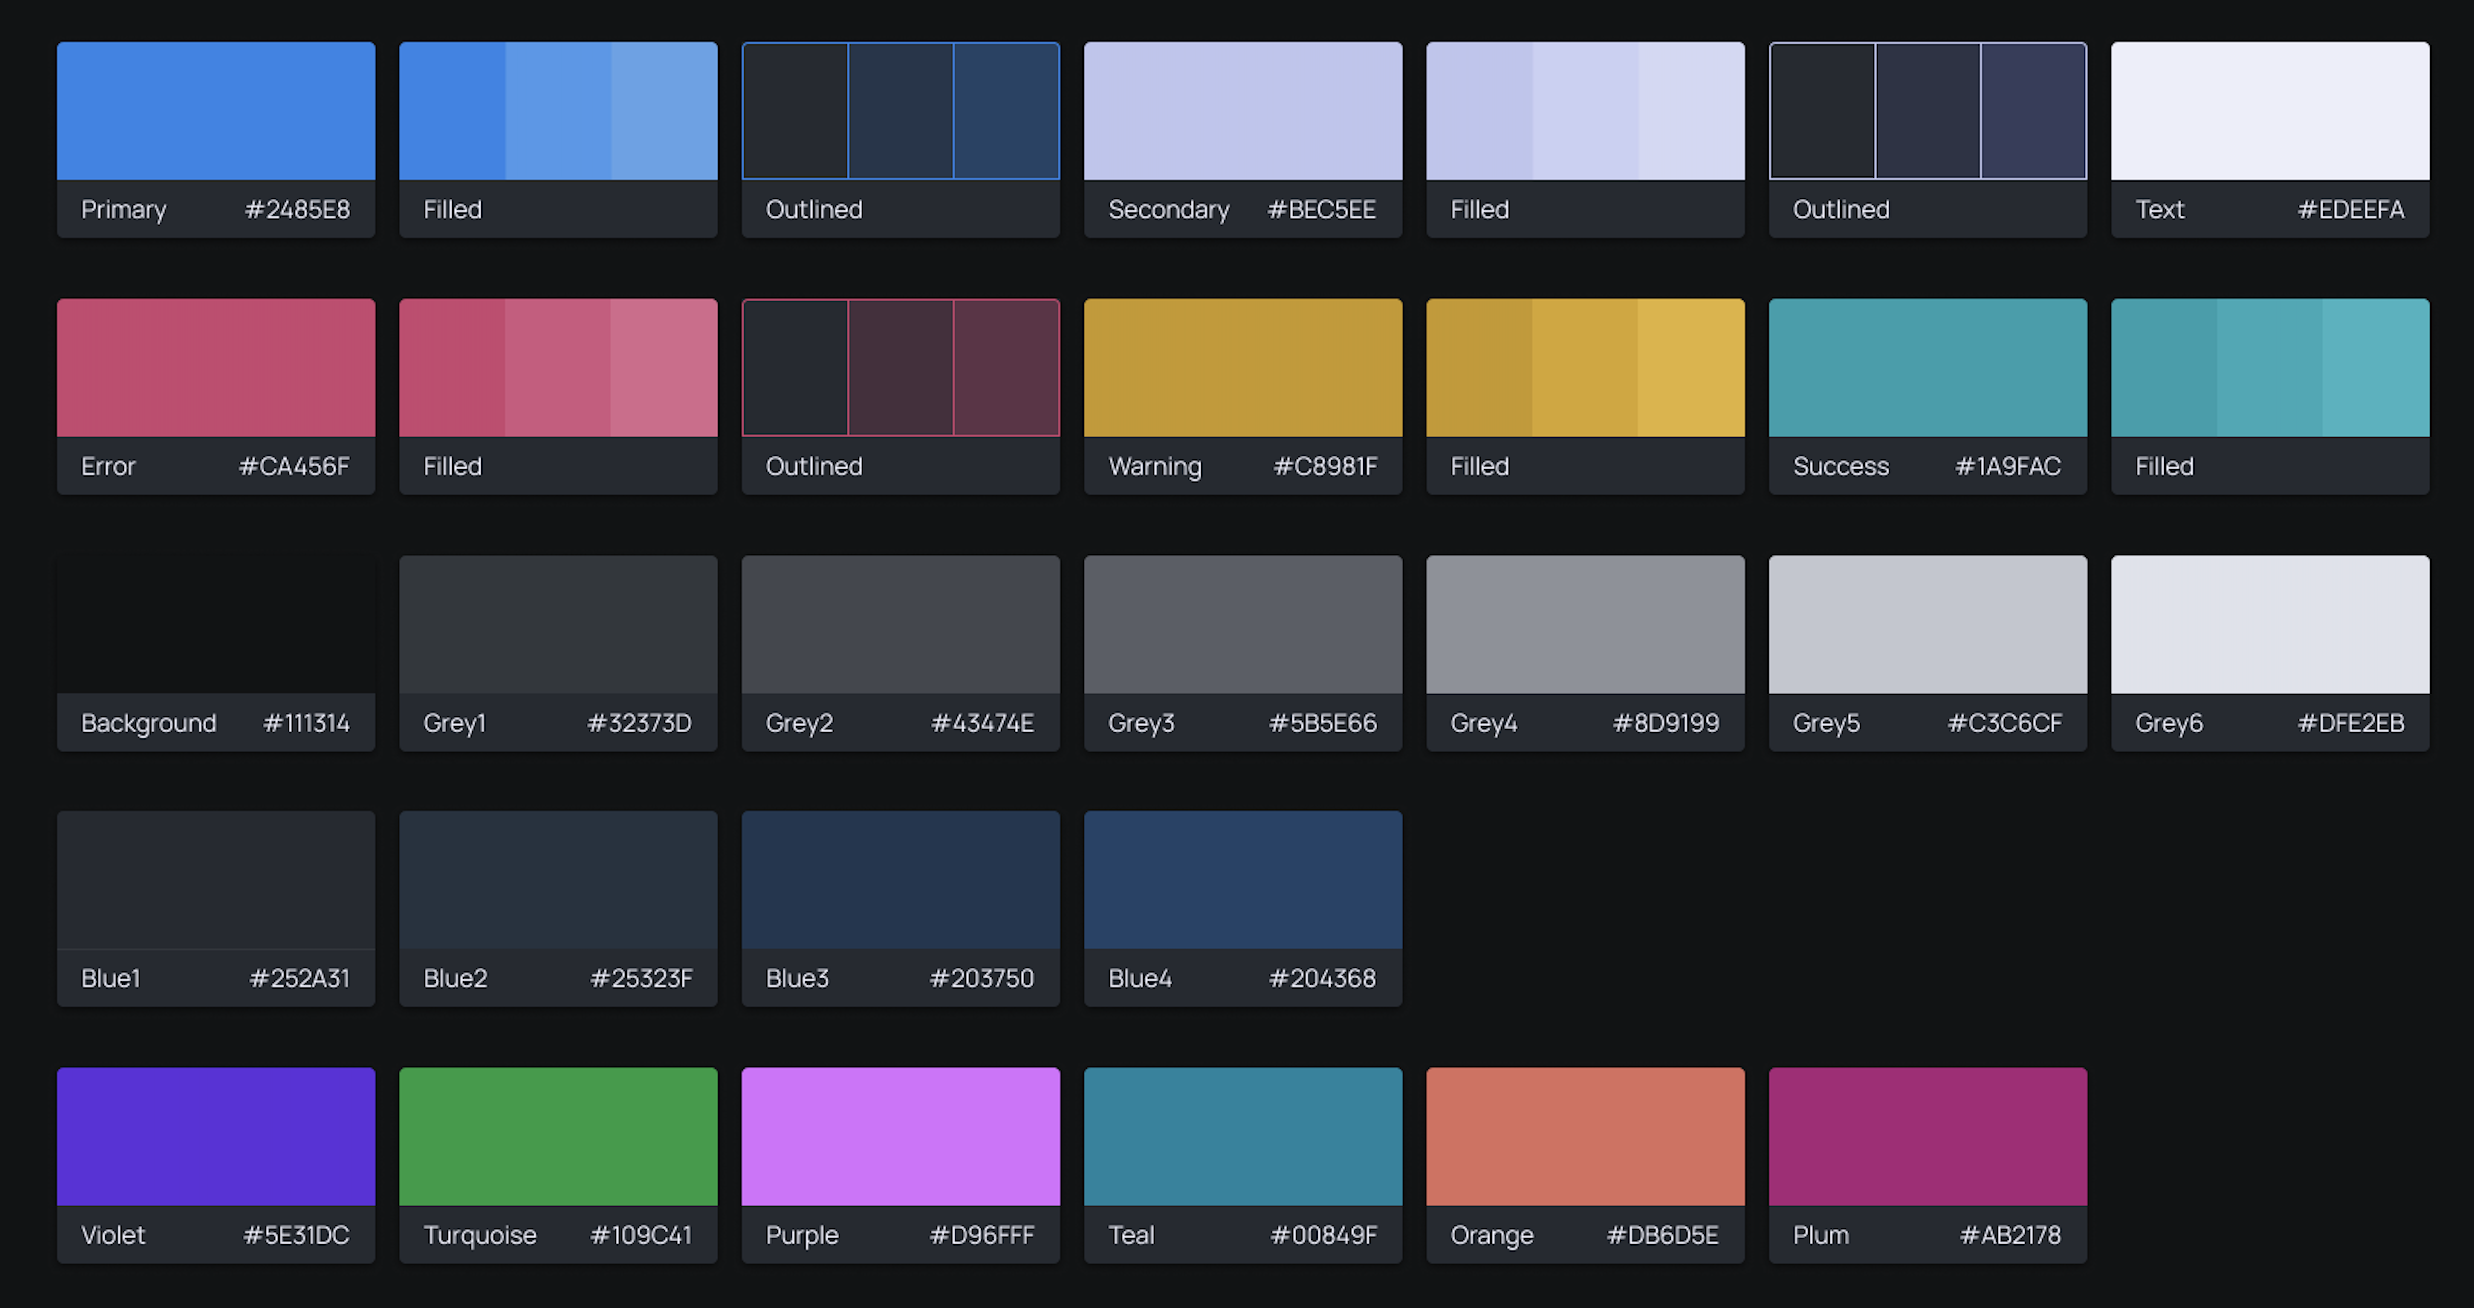 Primary #2485E8
Filled
Outlined
Secondary #BEC5EE
Filled
Outlined
Text #EDEEFA
Error #CA456F
Filled
Outlined
Warning #C8981F
Filled
Success #1A9FAC
Filled
Background #111314
Grey1 #32373D
Grey2 #43474E
Grey3 #5B5E66
Grey4 #8D9199
Grey5 #C3C6CF
Grey6 #DFE2EB
Blue1 #252A31
Blue2 #25323F
Blue3 #203750
Blue4 #204368
Violet #5E31DC
Turquoise #109C41
Purple #D96FFF
Teal #00849F
Orange #DB6D5E
Plum #AB2178